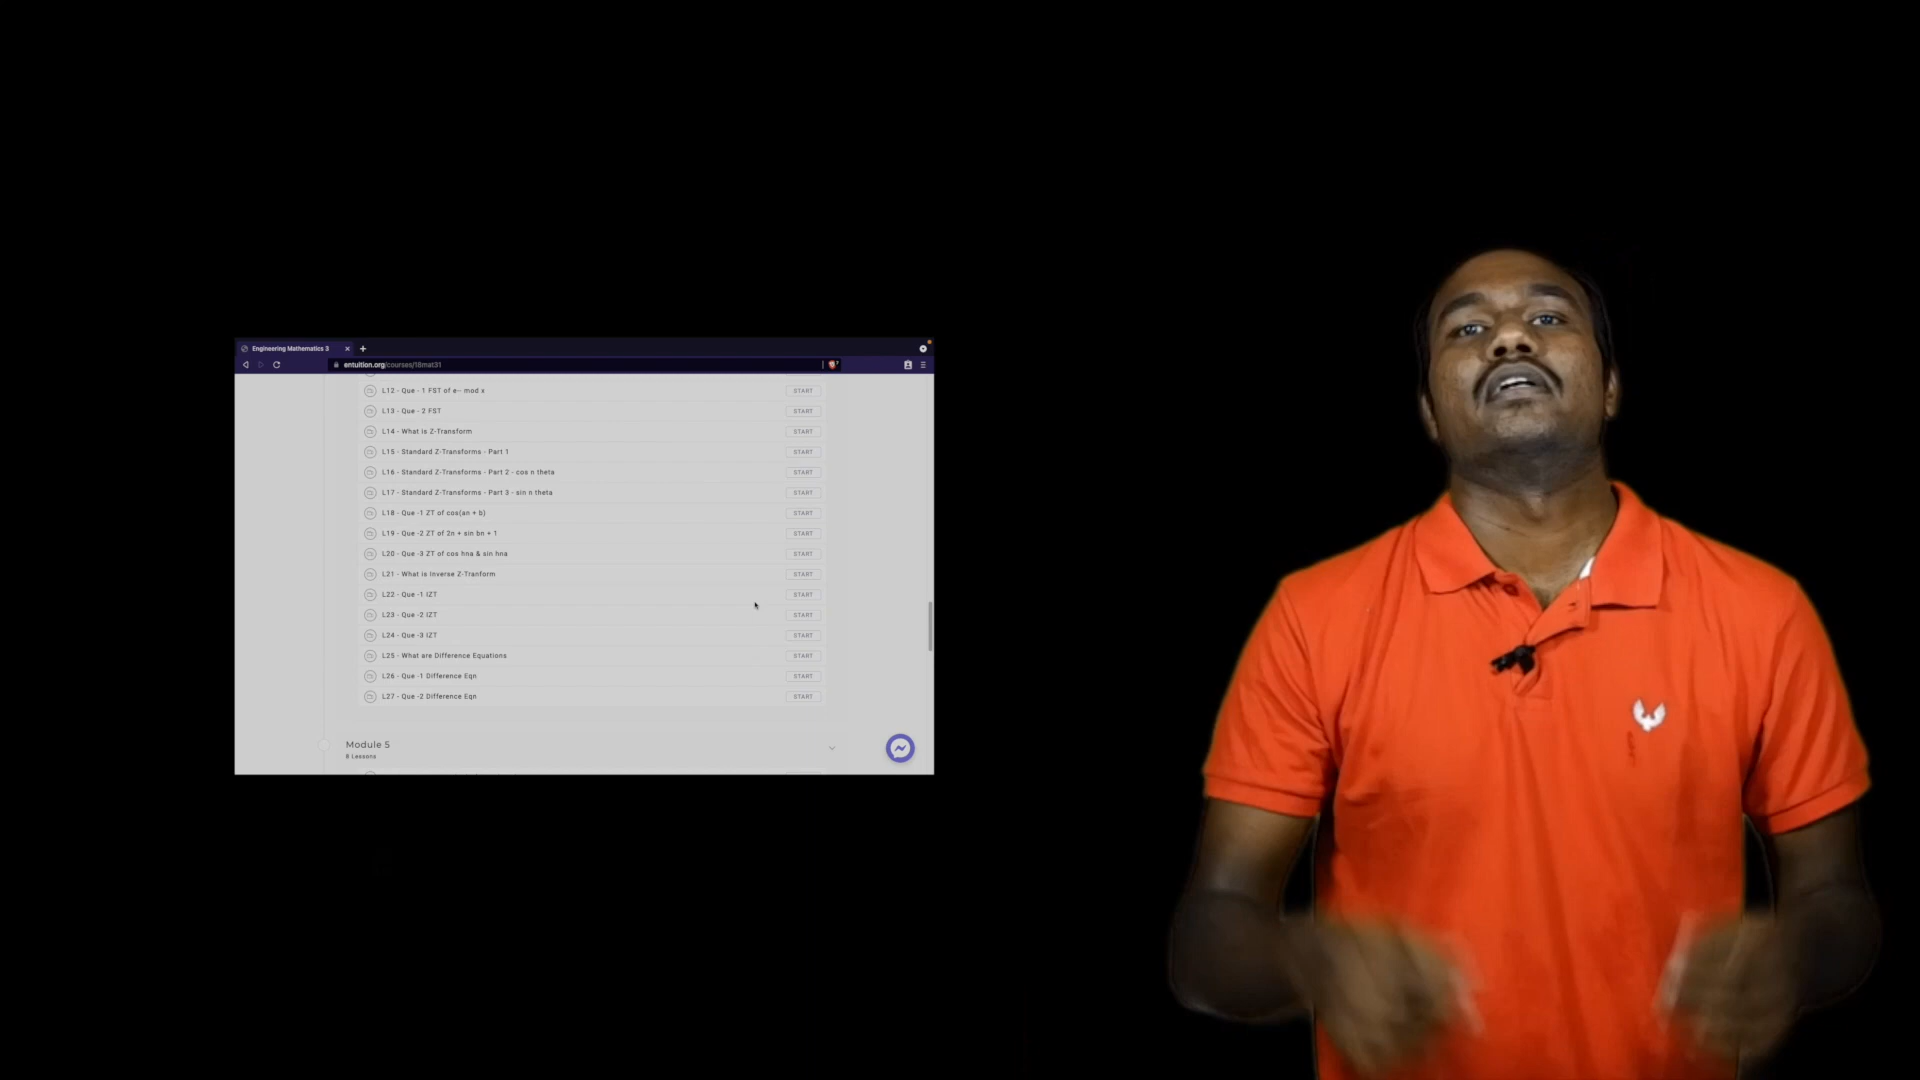 Engineering Mathematics 3
entuition.org/courses/18mat31
L12 - Que - 1 FST of e-- mod x START
L13 - Que - 2 FST START
L14 - What is Z-Transform START
L15 - Standard Z-Transforms - Part 1 START
L16 - Standard Z-Transforms - Part 2 - cos n theta START
L17 - Standard Z-Transforms - Part 3 - sin n theta START
L18 - Que -1 ZT of cos(an + b) START
L19 - Que -2 ZT of 2n + sin bn + 1 START
L20 - Que -3 ZT of cos hna & sin hna START
L21 - What is Inverse Z-Tranform START
L22 - Que -1 IZT START
L23 - Que -2 IZT START
L24 - Que -3 IZT START
L25 - What are Difference Equations START
L26 - Que -1 Difference Eqn START
L27 - Que -2 Difference Eqn START
Module 5
8 Lessons